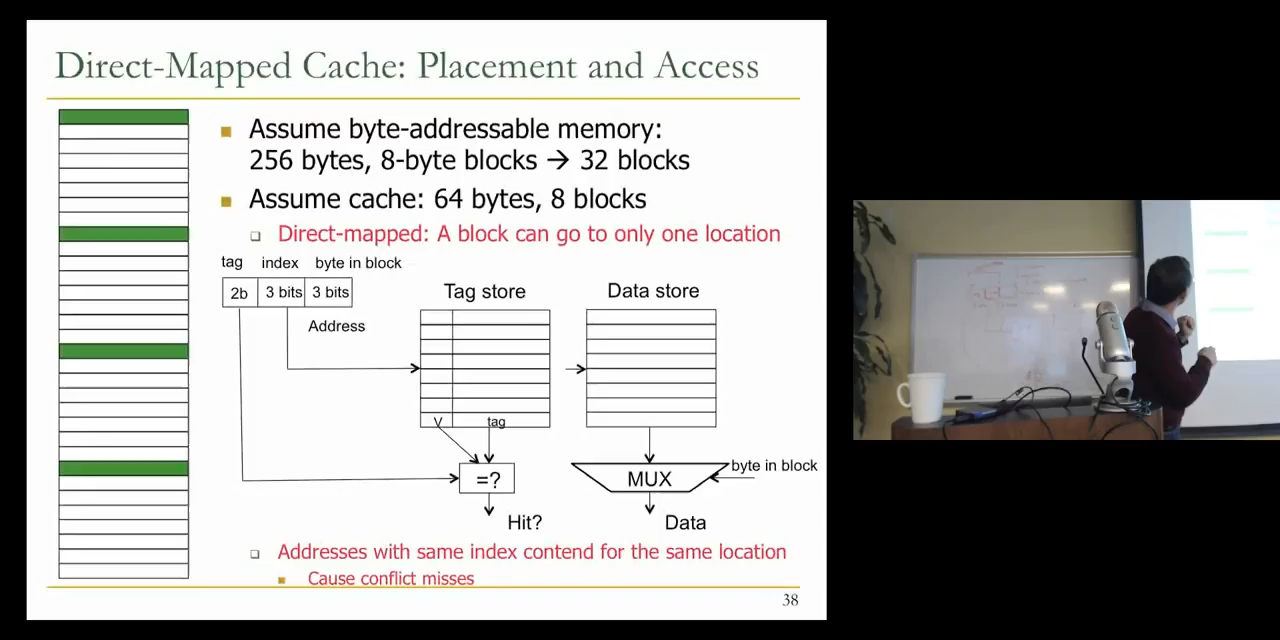 Direct-Mapped Cache: Placement and Access
Assume byte-addressable memory:
256 bytes, 8-byte blocks → 32 blocks
Assume cache: 64 bytes, 8 blocks
Direct-mapped: A block can go to only one location
tag index byte in block
2b 3 bits 3 bits
Address
Tag store
Data store
V tag
=?
Hit?
MUX
byte in block
Data
Addresses with same index contend for the same location
Cause conflict misses
38